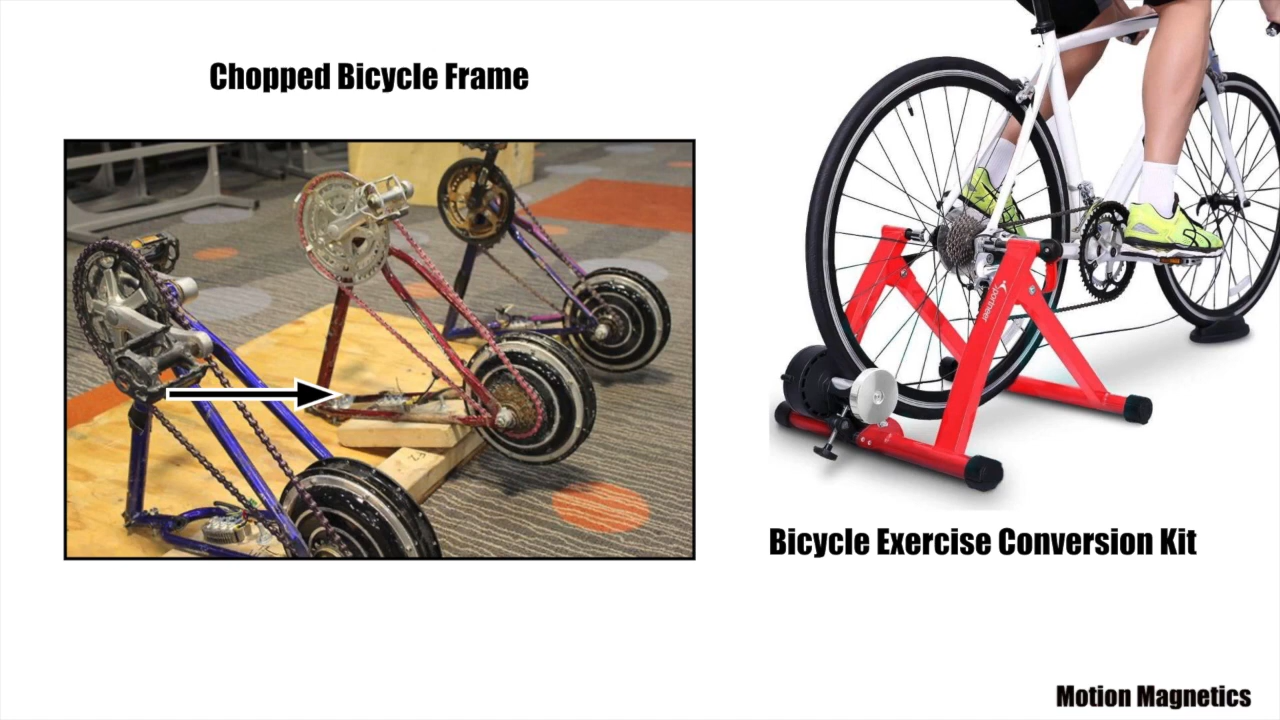 Chopped Bicycle Frame
Bicycle Exercise Conversion Kit
Motion Magnetics